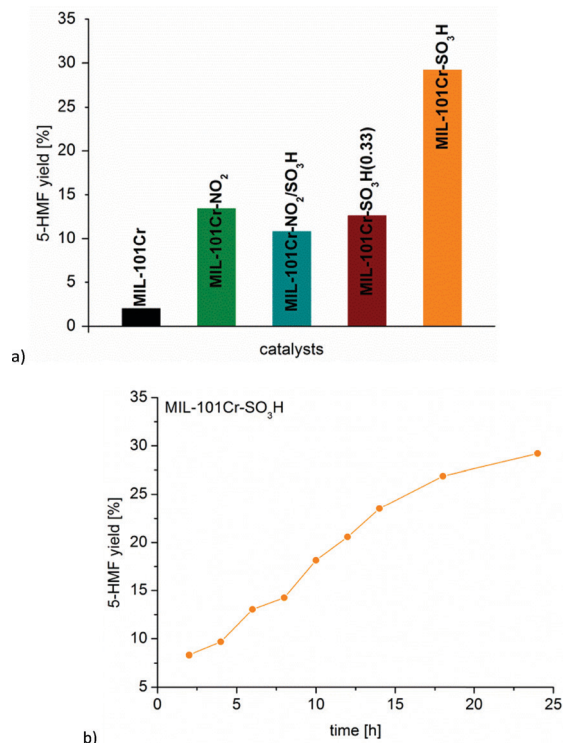 35
30
25
20
15
10
5
0
5-HMF yield [%]
MIL-101Cr
MIL-101Cr-NO₂
MIL-101Cr-NO₂/SO₃H
MIL-101Cr-SO₃H(0.33)
MIL-101Cr-SO₃H
catalysts
a)
35
30
25
20
15
10
5
5-HMF yield [%]
MIL-101Cr-SO₃H
0 5 10 15 20 25
time [h]
b)